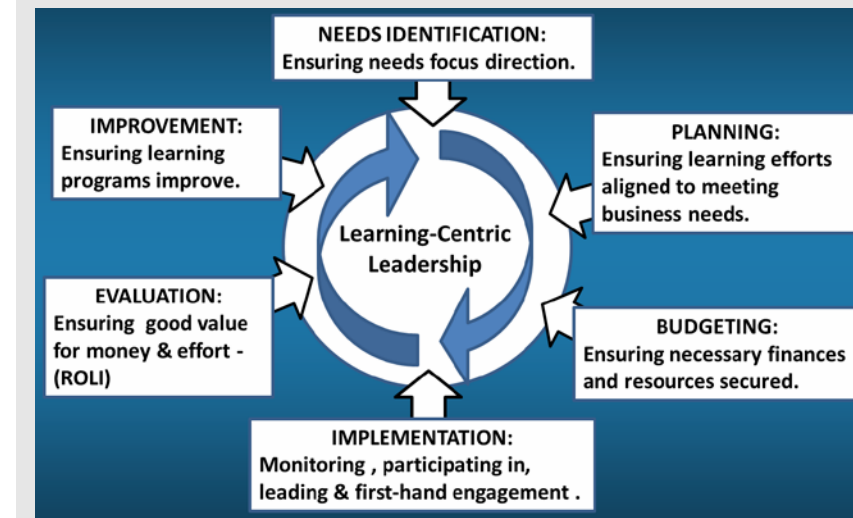 NEEDS IDENTIFICATION:
Ensuring needs focus direction.
PLANNING:
Ensuring learning efforts
aligned to meeting
business needs.
BUDGETING:
Ensuring necessary finances
and resources secured.
IMPLEMENTATION:
Monitoring , participating in,
leading & first-hand engagement .
EVALUATION:
Ensuring  good value
for money & effort -
(ROLI)
IMPROVEMENT:
Ensuring learning
programs improve.
Learning-Centric
Leadership